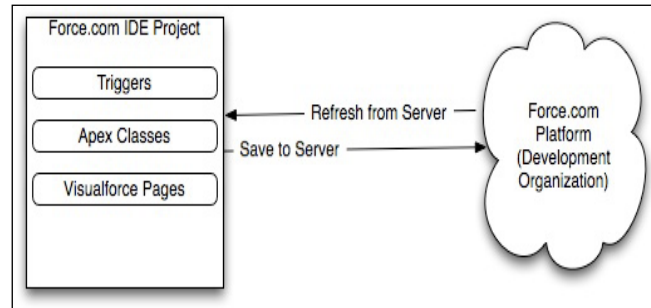 Force.com IDE Project
Triggers
Apex Classes
Visualforce Pages
Refresh from Server
Save to Server
Force.com
Platform
(Development
Organization)